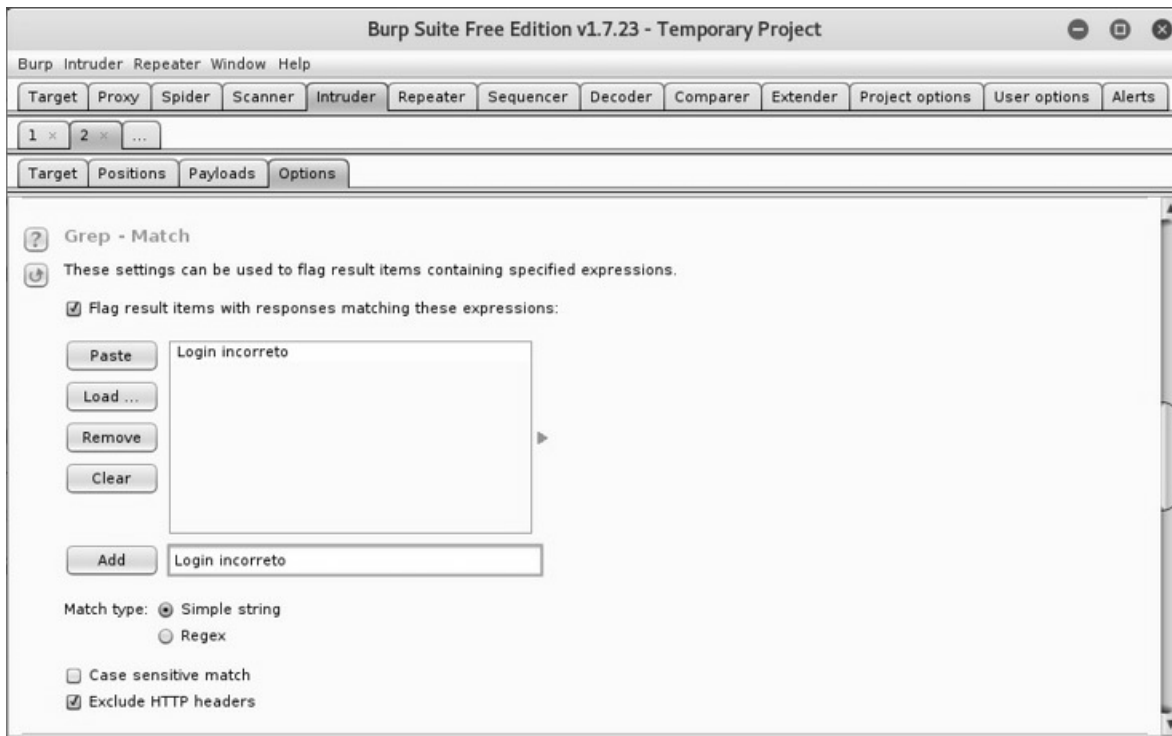 Burp Suite Free Edition v1.7.23 - Temporary Project
Burp Intruder Repeater Window Help
Target Proxy Spider Scanner Intruder Repeater Sequencer Decoder Comparer Extender Project options User options Alerts
1 × 2 × ...
Target Positions Payloads Options
? Grep - Match
These settings can be used to flag result items containing specified expressions.
Flag result items with responses matching these expressions:
Paste Login incorreto
Load ...
Remove
Clear
Add Login incorreto
Match type: Simple string
Regex
Case sensitive match
Exclude HTTP headers